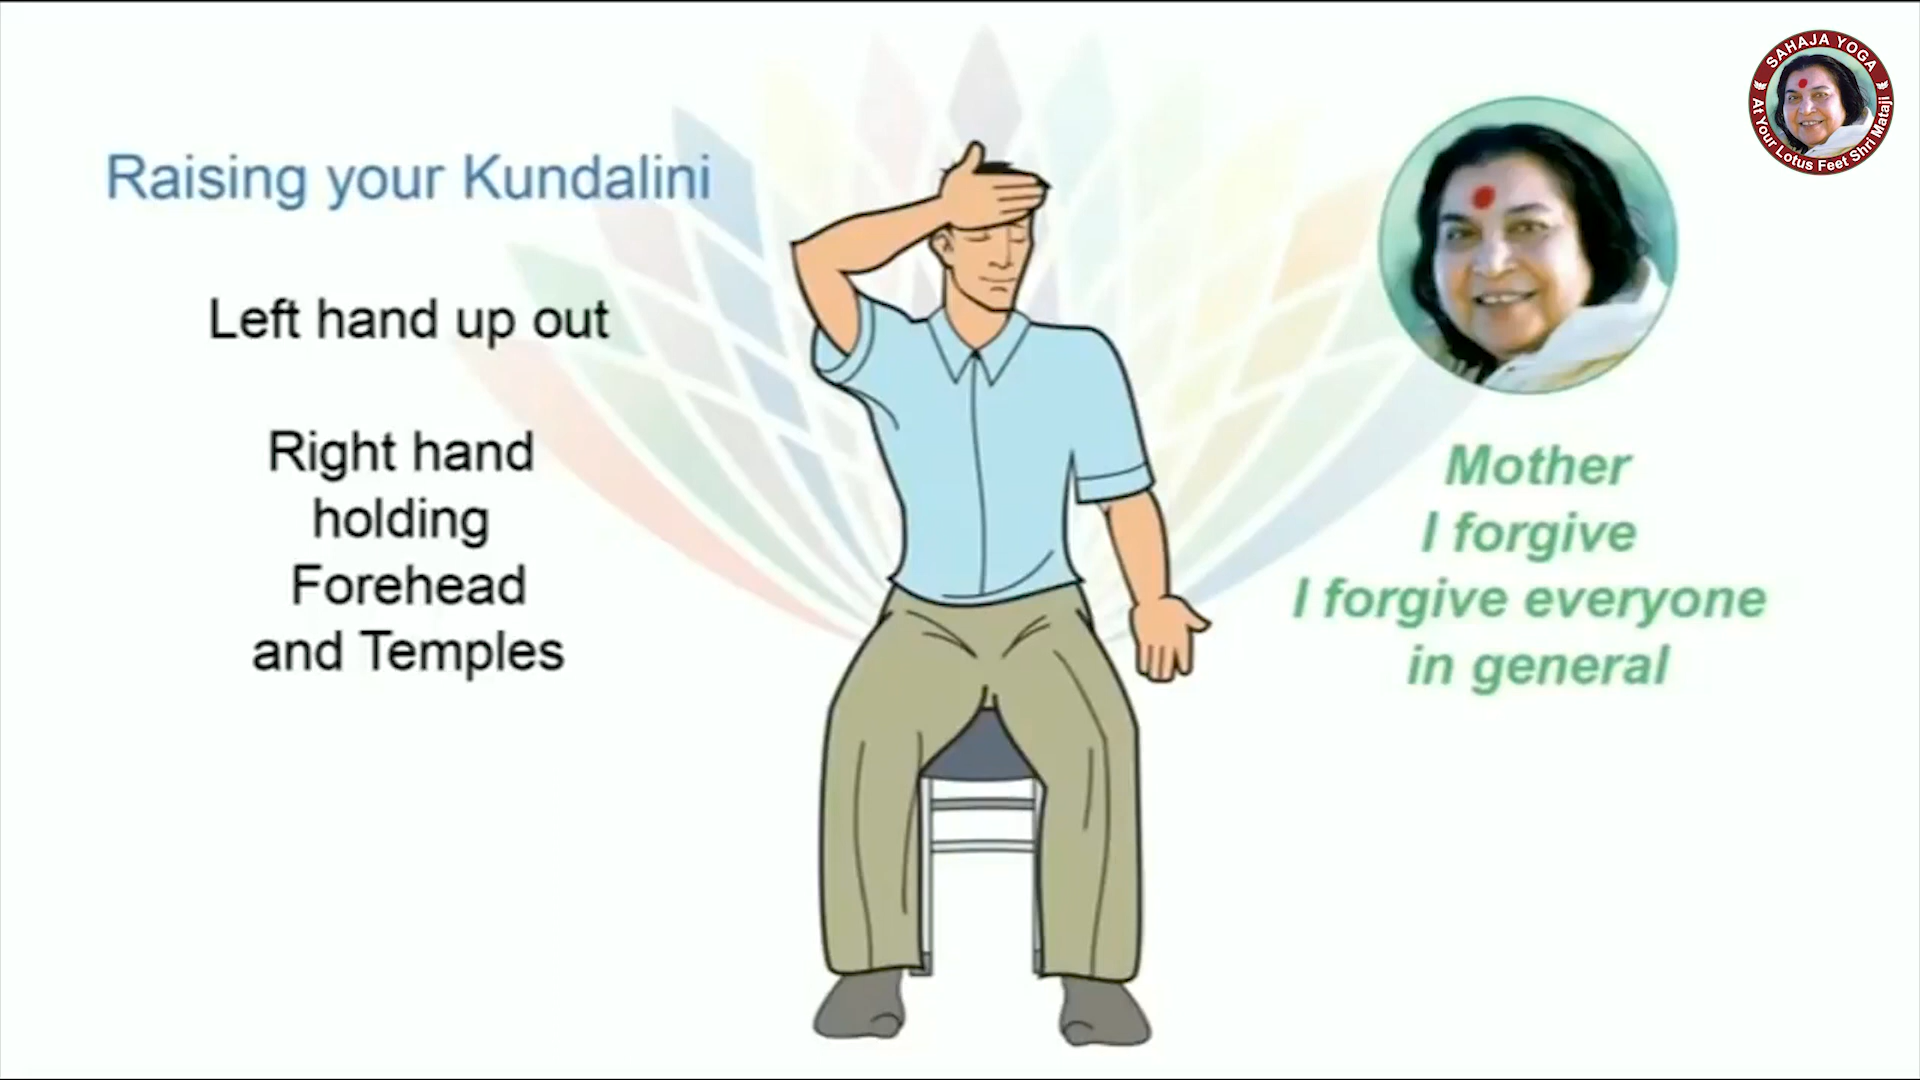 Raising your Kundalini
Left hand up out
Right hand
holding
Forehead
and Temples
Mother
I forgive
I forgive everyone
in general
SAHAJA YOGA
At Your Lotus Feet Shri Mataji